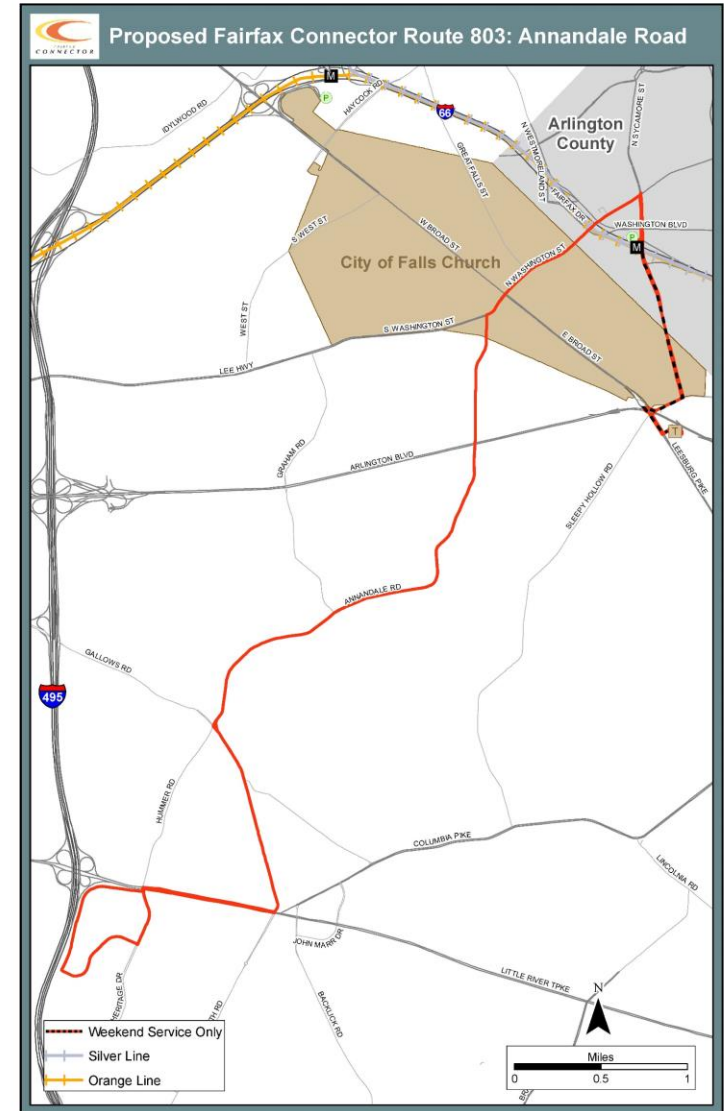 FAIRFAX
CONNECTOR
Proposed Fairfax Connector Route 803: Annandale Road
M
P
IDYLWOOD RD
HAYCOCK RD
66
Arlington
County
N SYCAMORE ST
GREAT FALLS ST
N WESTMORELAND ST
FAIRFAX DR
WASHINGTON BLVD
P
M
S WEST ST
W BROAD ST
City of Falls Church
N WASHINGTON ST
WEST ST
S WASHINGTON ST
E BROAD ST
LEE HWY
T
LEESBURG PIKE
GRAHAM RD
ARLINGTON BLVD
SLEEPY HOLLOW RD
ANNANDALE RD
GALLOWS RD
495
HUMMER RD
COLUMBIA PIKE
LINCOLNIA RD
JOHN MARR DR
LITTLE RIVER TPKE
HERITAGE DR
TH RD
BACKLICK RD
N
BR
Weekend Service Only
Silver Line
Orange Line
Miles
0 0.5 1